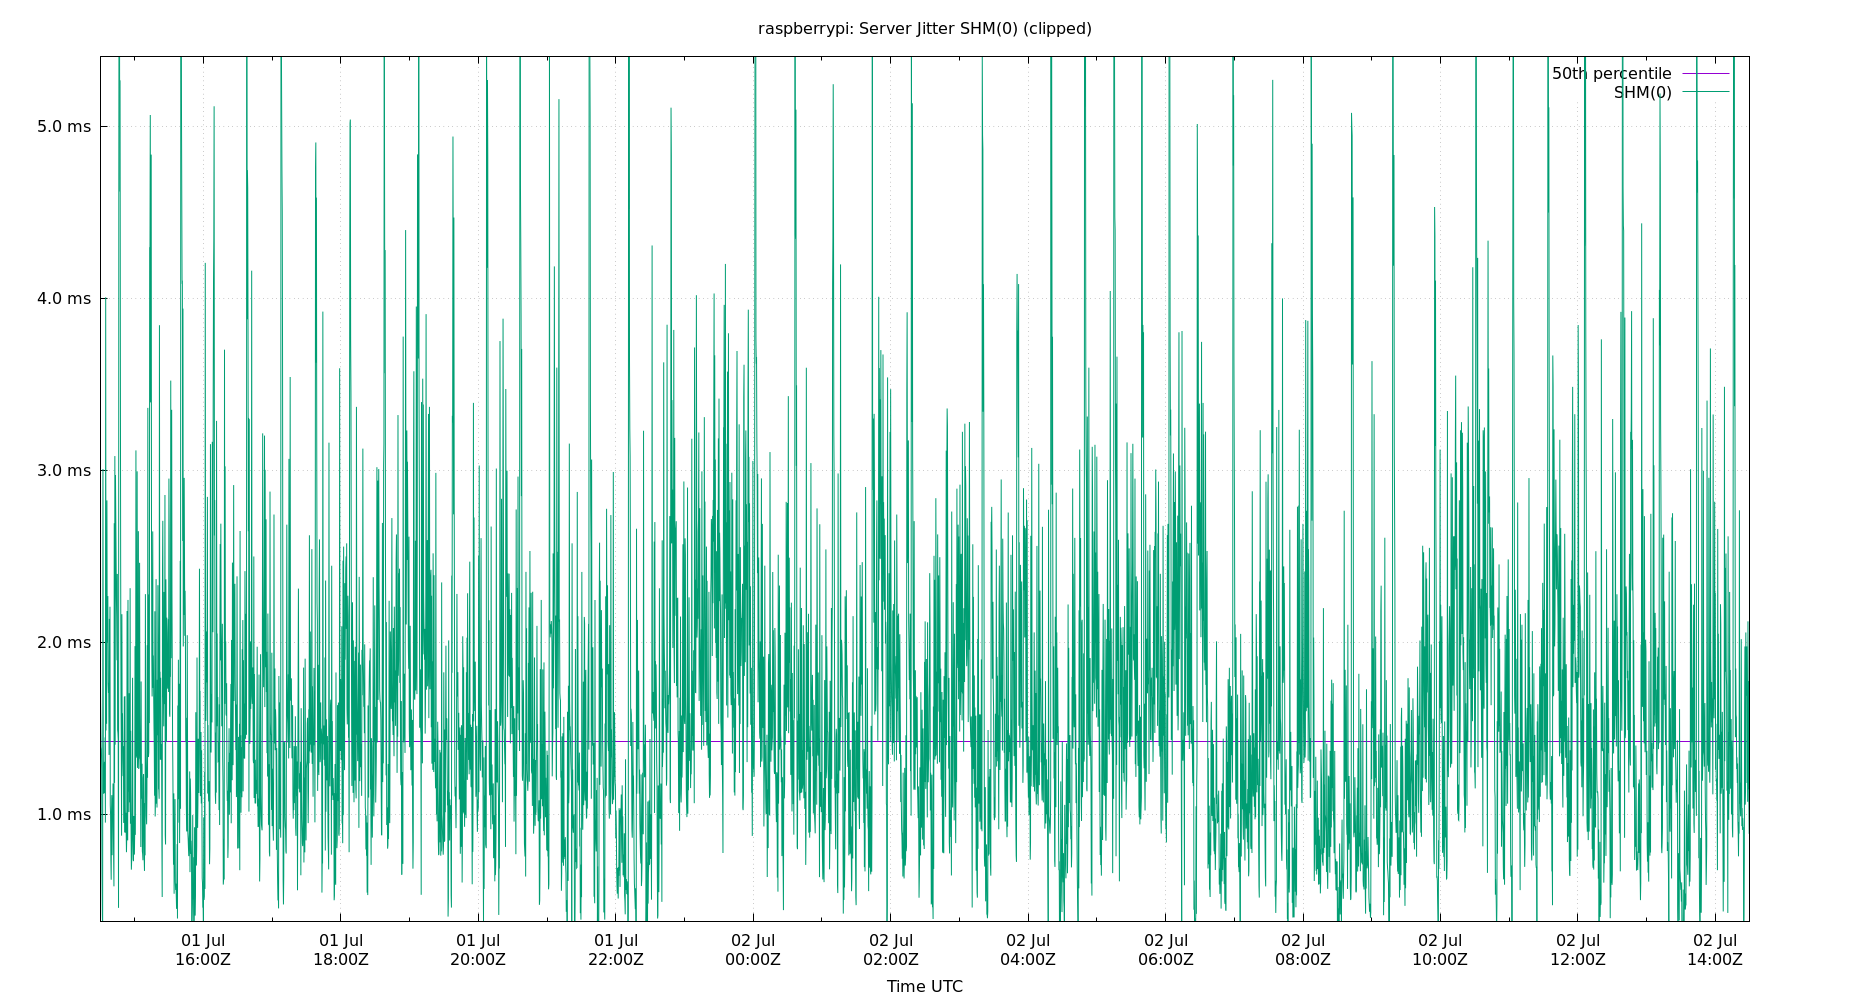 raspberrypi: Server Jitter SHM(0) (clipped)
50th percentile
SHM(0)
5.0 ms
4.0 ms
3.0 ms
2.0 ms
1.0 ms
01 Jul 01 Jul 01 Jul 01 Jul 02 Jul 02 Jul 02 Jul 02 Jul 02 Jul 02 Jul 02 Jul 02 Jul
16:00Z 18:00Z 20:00Z 22:00Z 00:00Z 02:00Z 04:00Z 06:00Z 08:00Z 10:00Z 12:00Z 14:00Z
Time UTC